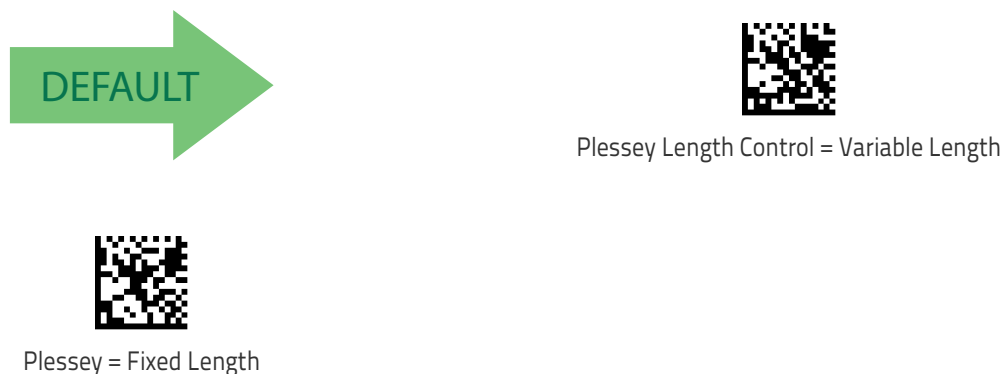 DEFAULT
Plessey Length Control = Variable Length
Plessey = Fixed Length